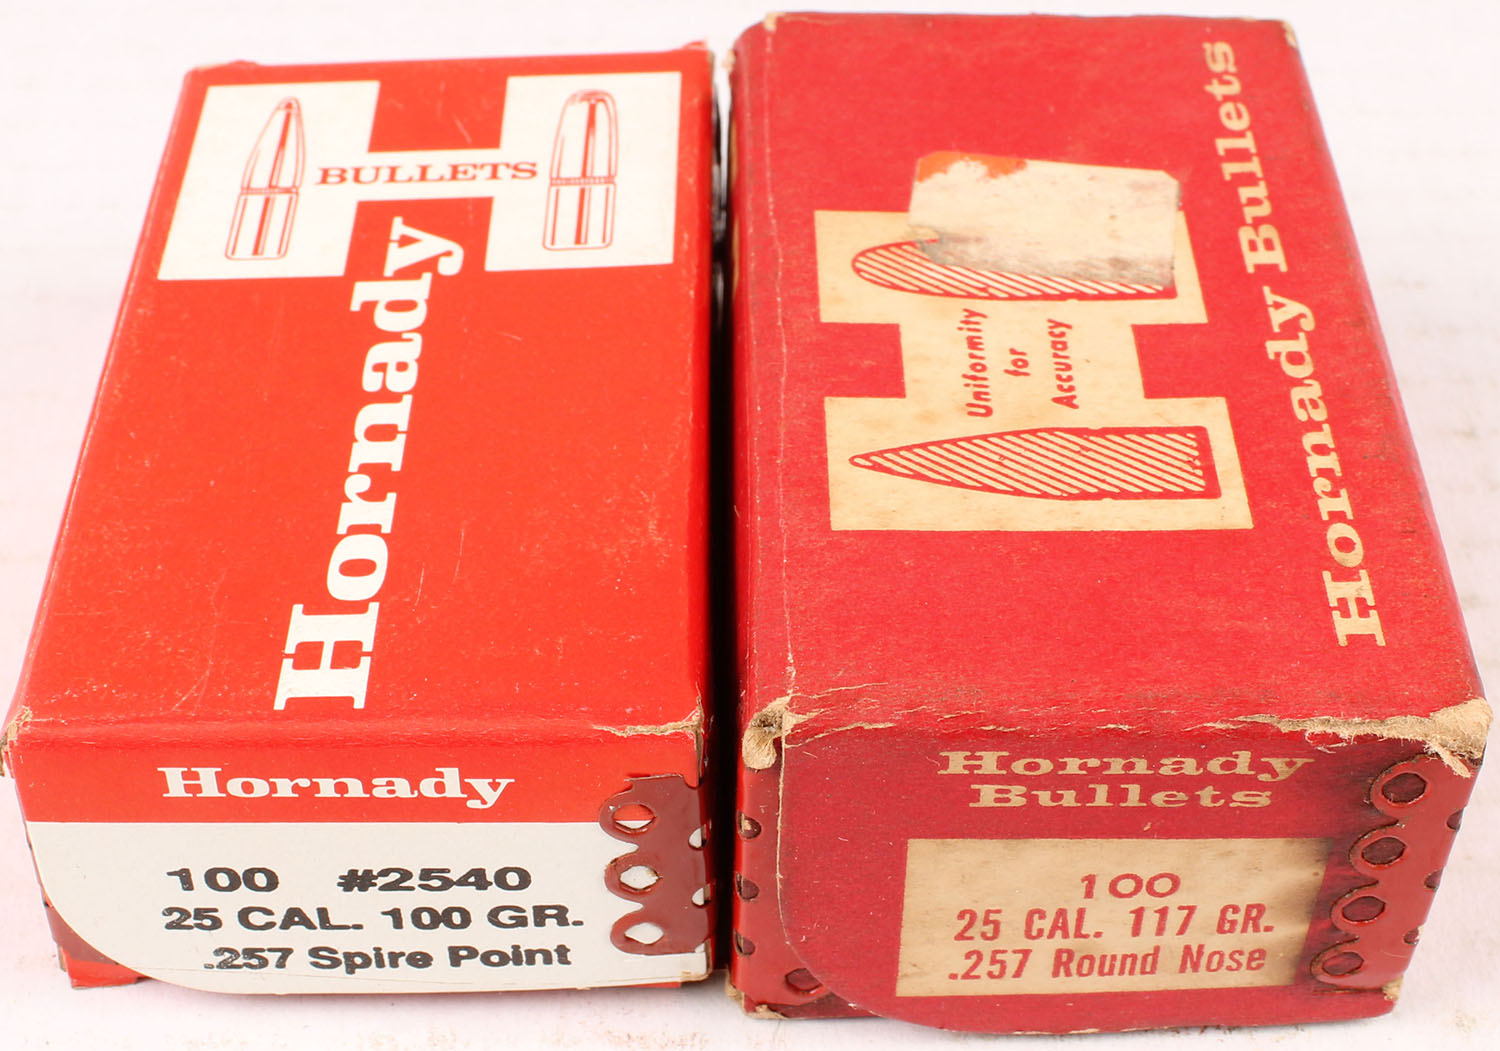 BULLETS
Hornady
Hornady
100 #2540
25 CAL. 100 GR.
.257 Spire Point
Uniformity
for
Accuracy
Hornady Bullets
Hornady
Bullets
100
25 CAL. 117 GR.
.257 Round Nose